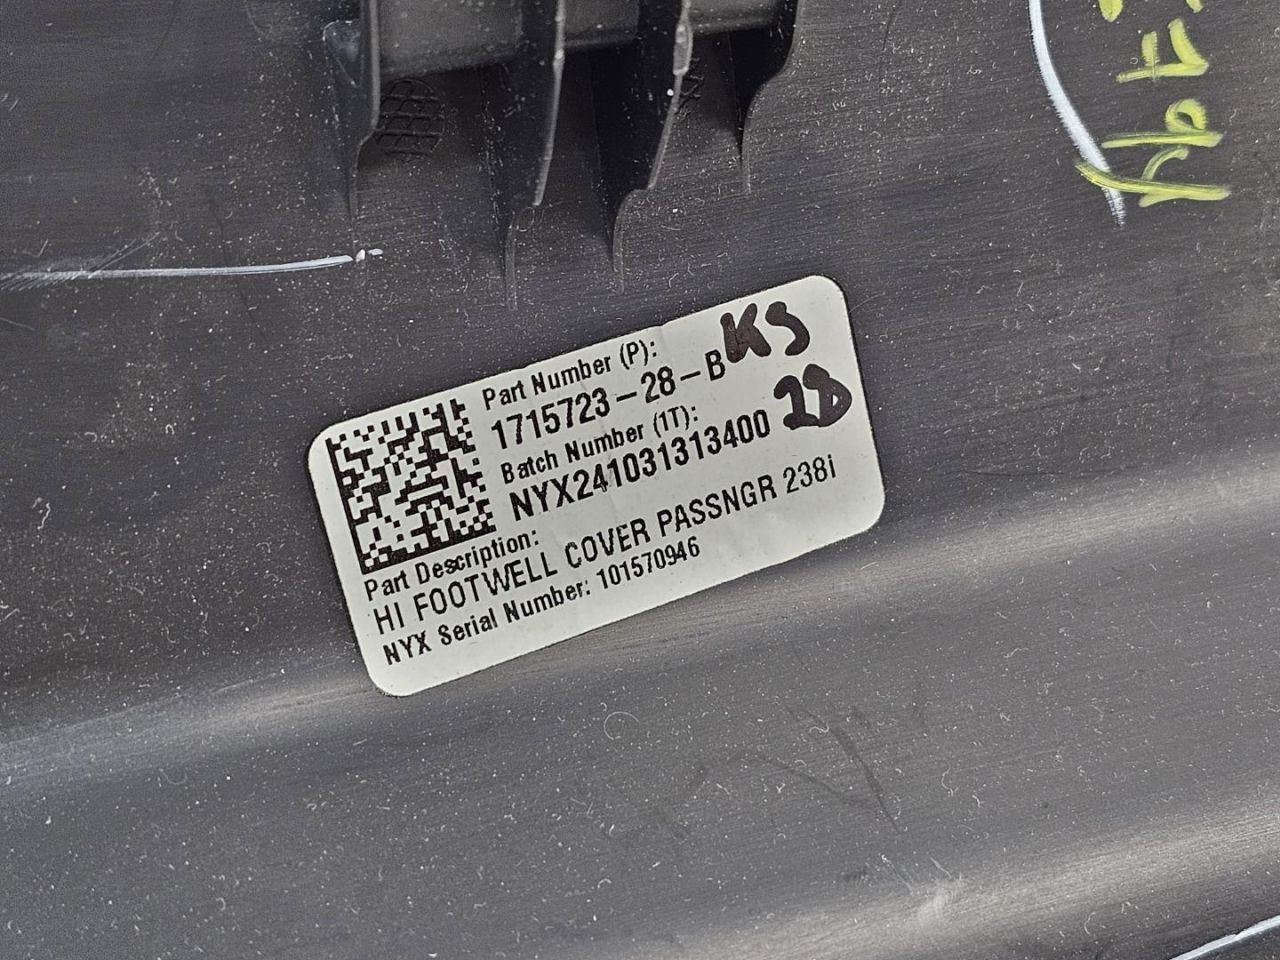 Part Number (P):
1715723-28-B
KS
Batch Number (1T):
NYX241031313400
Part Description:
HI FOOTWELL COVER PASSNGR 238i
NYX Serial Number: 101570946